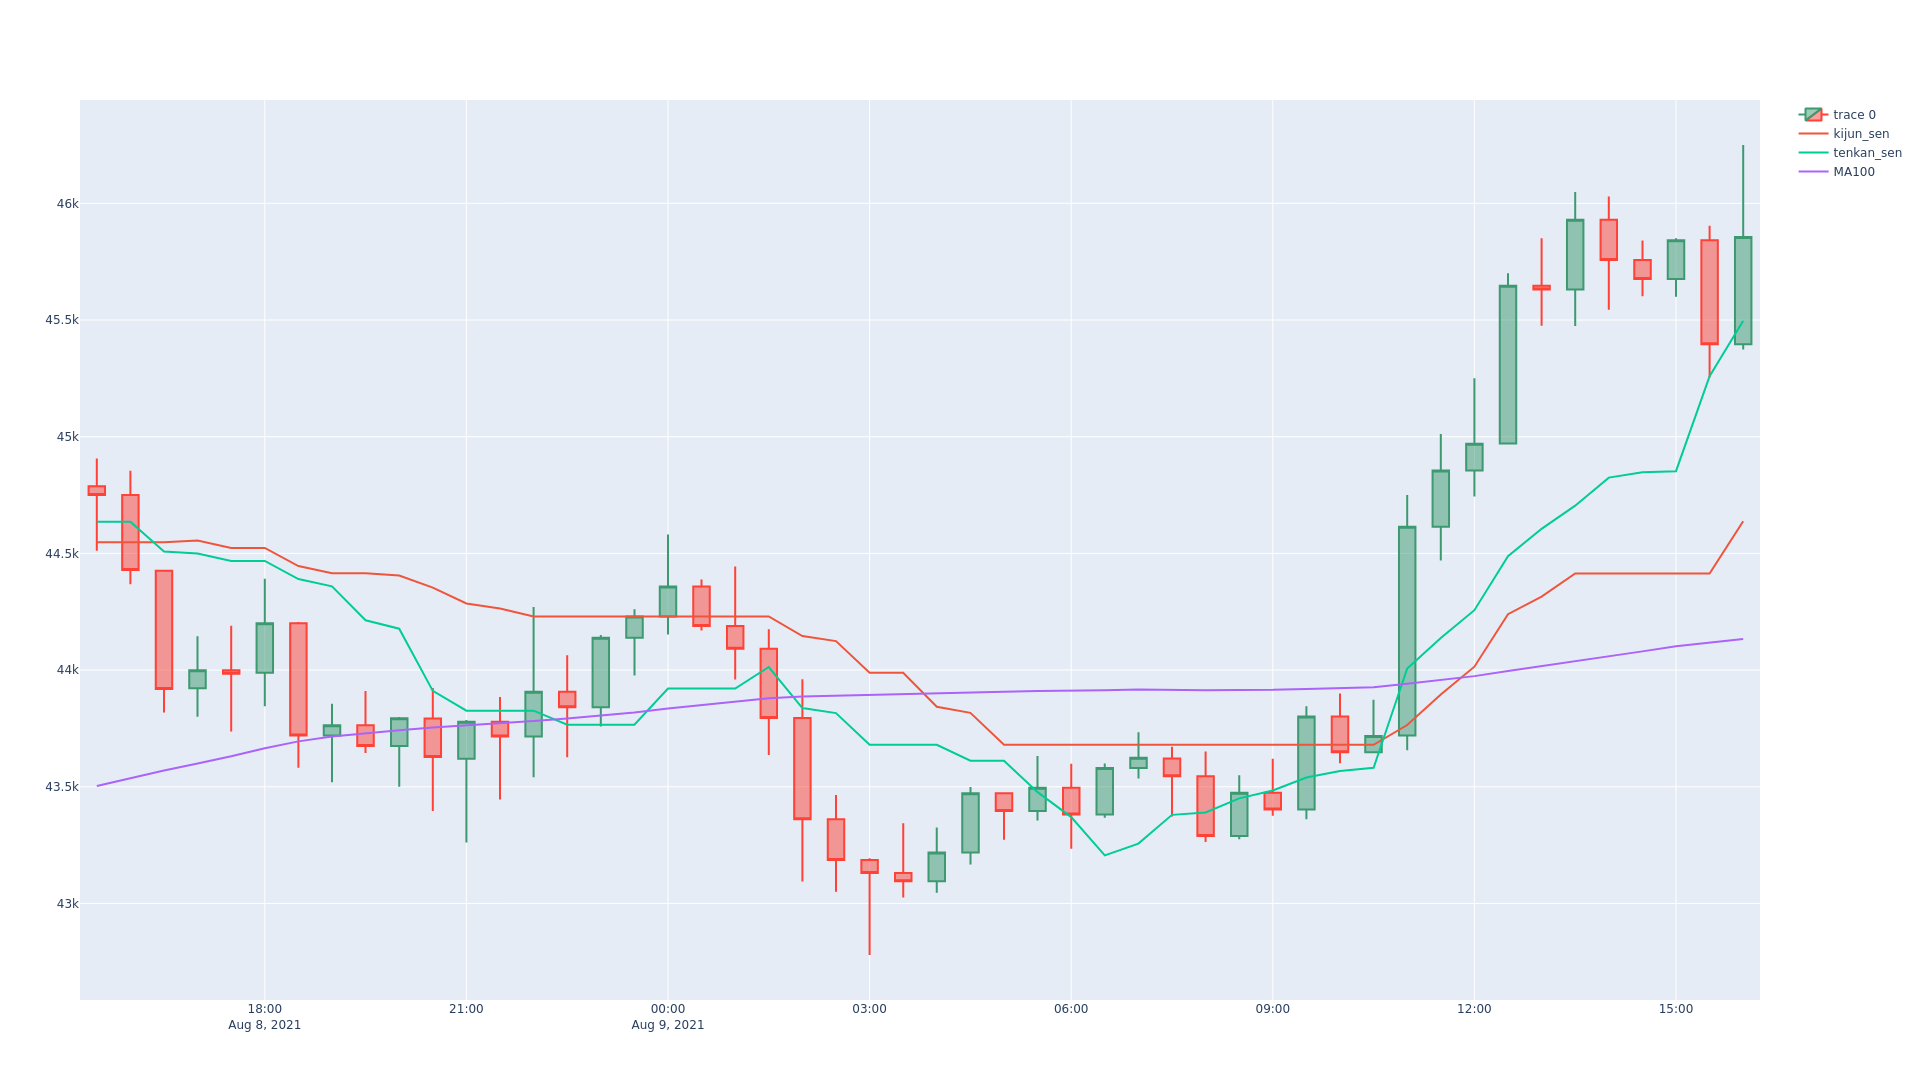 trace 0
kijun_sen
tenkan_sen
MA100
46k
45.5k
45k
44.5k
44k
43.5k
43k
18:00 21:00 00:00 03:00 06:00 09:00 12:00 15:00
Aug 8, 2021 Aug 9, 2021